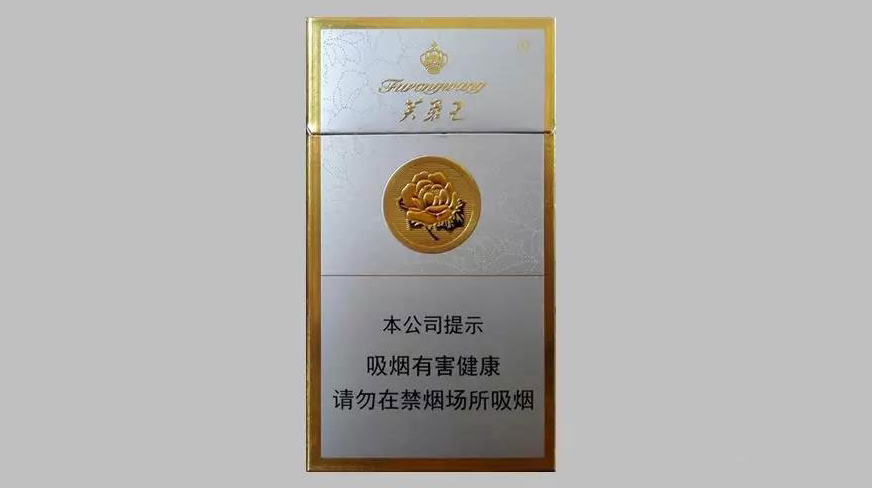 Furongwang
芙蓉王
本公司提示
吸烟有害健康
请勿在禁烟场所吸烟